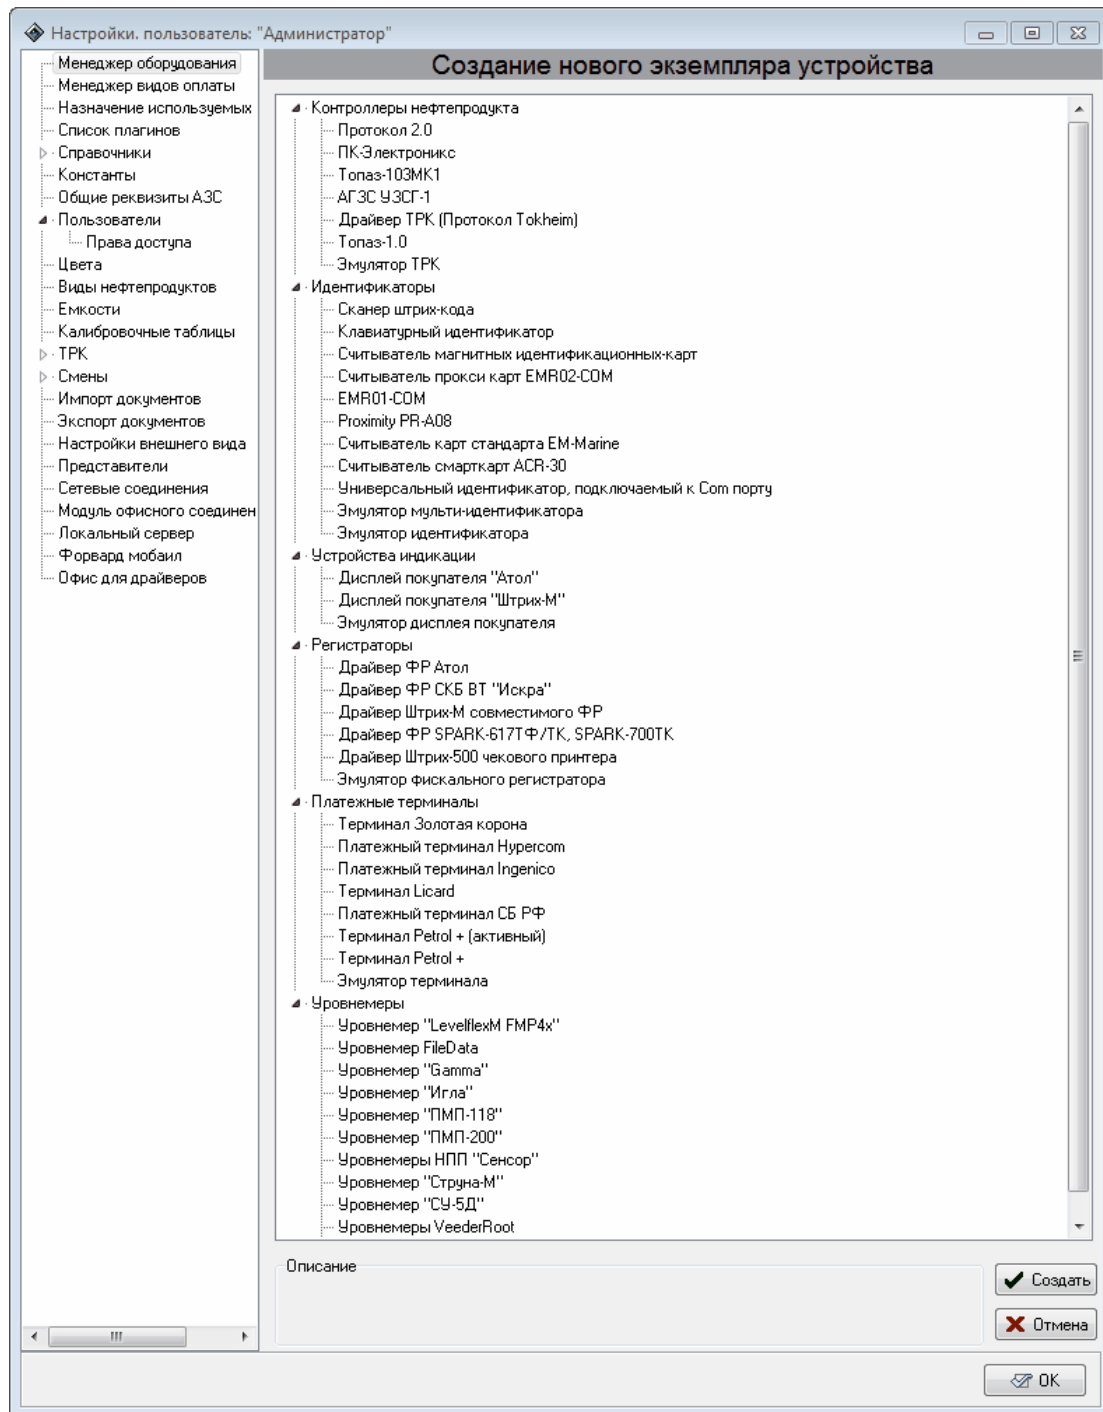 Настройки. пользователь: "Администратор"
Менеджер оборудования
Менеджер видов оплаты
Назначение используемых
Список плагинов
Справочники
Константы
Общие реквизиты АЗС
Пользователи
Права доступа
Цвета
Виды нефтепродуктов
Емкости
Калибровочные таблицы
ТРК
Смены
Импорт документов
Экспорт документов
Настройки внешнего вида
Представители
Сетевые соединения
Модуль офисного соединен
Локальный сервер
Форвард мобаил
Офис для драйверов
Создание нового экземпляра устройства
Контроллеры нефтепродукта
Протокол 2.0
ПК-Электроникс
Топаз-103МК1
АГЗС УЗСГ-1
Драйвер ТРК (Протокол Tokheim)
Топаз-1.0
Эмулятор ТРК
Идентификаторы
Сканер штрих-кода
Клавиатурный идентификатор
Считыватель магнитных идентификационных-карт
Считыватель прокси карт EMR02-COM
EMR01-COM
Proximity PR-A08
Считыватель карт стандарта EM-Marine
Считыватель смарткарт ACR-30
Универсальный идентификатор, подключаемый к Com порту
Эмулятор мульти-идентификатора
Эмулятор идентификатора
Устройства индикации
Дисплей покупателя "Атол"
Дисплей покупателя "Штрих-М"
Эмулятор дисплея покупателя
Регистраторы
Драйвер ФР Атол
Драйвер ФР СКБ ВТ "Искра"
Драйвер Штрих-М совместимого ФР
Драйвер ФР SPARK-617ТФ/ТК, SPARK-700ТК
Драйвер Штрих-500 чекового принтера
Эмулятор фискального регистратора
Платежные терминалы
Терминал Золотая корона
Платежный терминал Hypercom
Платежный терминал Ingenico
Терминал Licard
Платежный терминал СБ РФ
Терминал Petrol + (активный)
Терминал Petrol +
Эмулятор терминала
Уровнемеры
Уровнемер "LevelflexM FMP4x"
Уровнемер FileData
Уровнемер "Gamma"
Уровнемер "Игла"
Уровнемер "ПМП-118"
Уровнемер "ПМП-200"
Уровнемеры НПП "Сенсор"
Уровнемер "Струна-М"
Уровнемер "СУ-5Д"
Уровнемеры VeederRoot
Описание
Создать
Отмена
OK